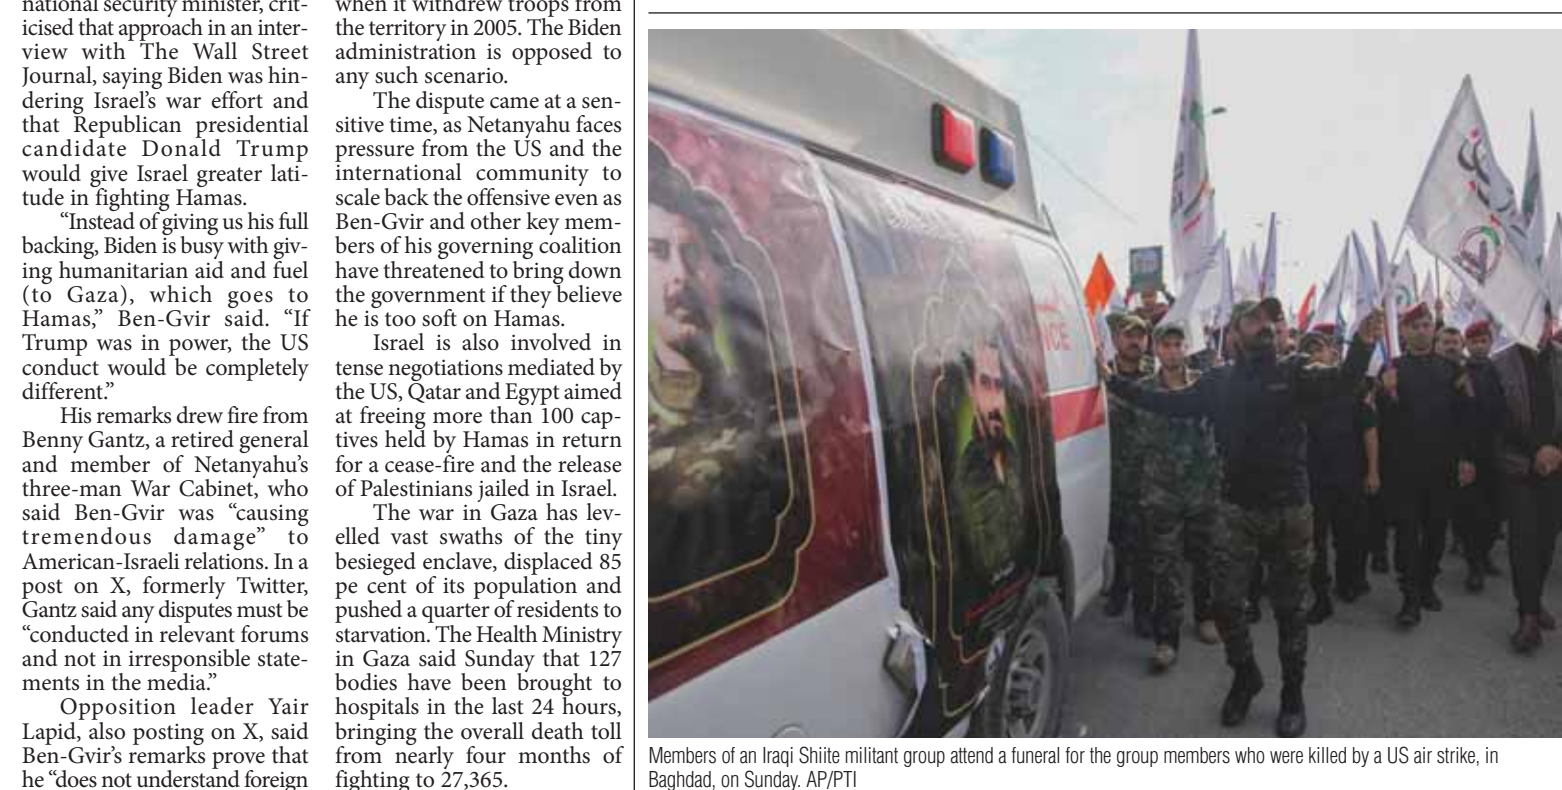 national security minister, crit-
icised that approach in an inter-
view with The Wall Street
Journal, saying Biden was hin-
dering Israel’s war effort and
that Republican presidential
candidate Donald Trump
would give Israel greater lati-
tude in fighting Hamas.
“Instead of giving us his full
backing, Biden is busy with giv-
ing humanitarian aid and fuel
(to Gaza), which goes to
Hamas,” Ben-Gvir said. “If
Trump was in power, the US
conduct would be completely
different.”
His remarks drew fire from
Benny Gantz, a retired general
and member of Netanyahu’s
three-man War Cabinet, who
said Ben-Gvir was “causing
tremendous damage” to
American-Israeli relations. In a
post on X, formerly Twitter,
Gantz said any disputes must be
“conducted in relevant forums
and not in irresponsible state-
ments in the media.”
Opposition leader Yair
Lapid, also posting on X, said
Ben-Gvir’s remarks prove that
he “does not understand foreign
when it withdrew troops from
the territory in 2005. The Biden
administration is opposed to
any such scenario.
The dispute came at a sen-
sitive time, as Netanyahu faces
pressure from the US and the
international community to
scale back the offensive even as
Ben-Gvir and other key mem-
bers of his governing coalition
have threatened to bring down
the government if they believe
he is too soft on Hamas.
Israel is also involved in
tense negotiations mediated by
the US, Qatar and Egypt aimed
at freeing more than 100 cap-
tives held by Hamas in return
for a cease-fire and the release
of Palestinians jailed in Israel.
The war in Gaza has lev-
elled vast swaths of the tiny
besieged enclave, displaced 85
pe cent of its population and
pushed a quarter of residents to
starvation. The Health Ministry
in Gaza said Sunday that 127
bodies have been brought to
hospitals in the last 24 hours,
bringing the overall death toll
from nearly four months of
fighting to 27,365.
NCE
Members of an Iraqi Shiite militant group attend a funeral for the group members who were killed by a US air strike, in
Baghdad, on Sunday. AP/PTI